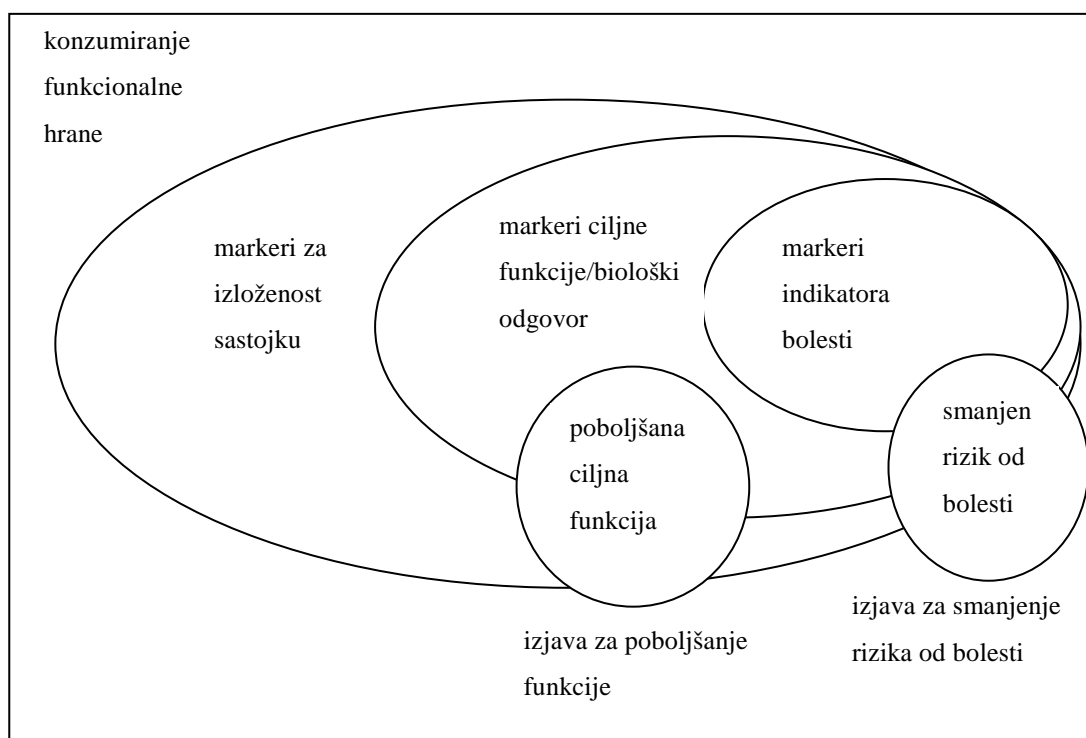 konzumiranje
funkcionalne
hrane
markeri za
izloženost
sastojku
markeri ciljne
funkcije/biološki
odgovor
markeri
indikatora
bolesti
poboljšana
ciljna
funkcija
smanjen
rizik od
bolesti
izjava za poboljšanje
funkcije
izjava za smanjenje
rizika od bolesti